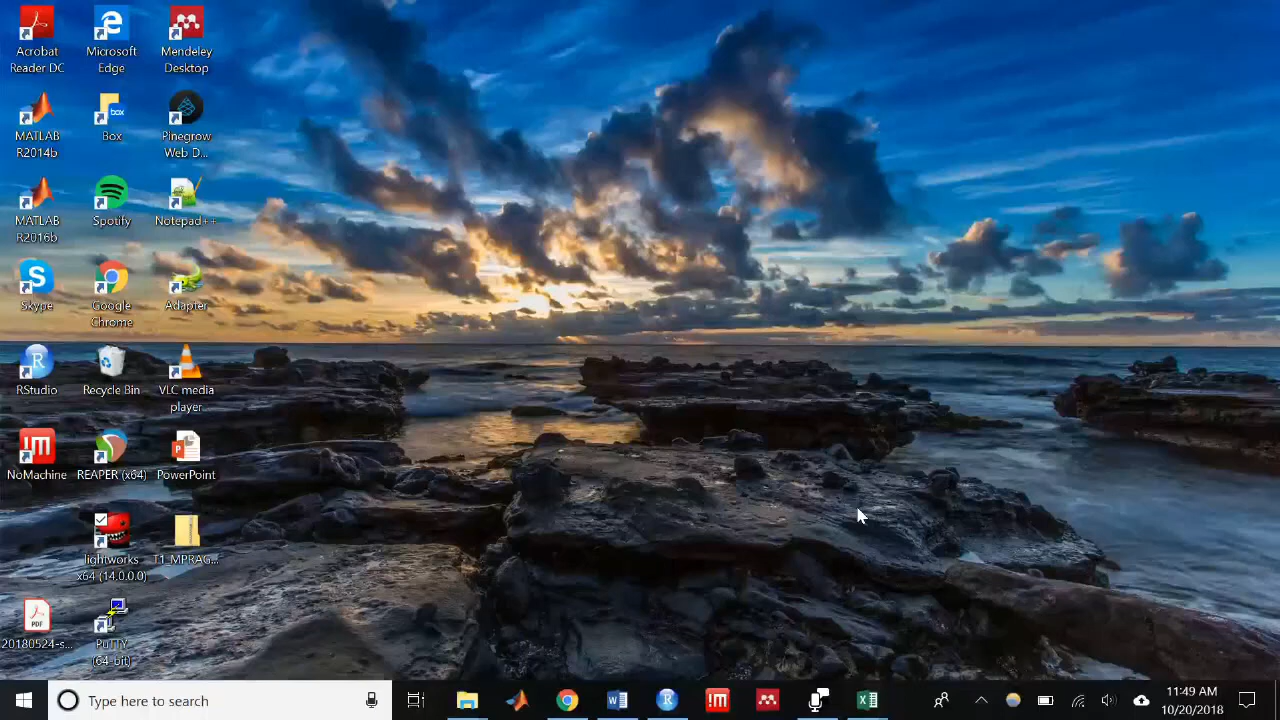 Acrobat
Reader DC
Microsoft
Edge
Mendeley
Desktop
MATLAB
R2014b
Box
Pinegrow
Web D...
MATLAB
R2016b
Spotify
Notepad++
Skype
Google
Chrome
Adapter
RStudio
Recycle Bin
VLC media
player
NoMachine
REAPER (x64)
PowerPoint
lightworks
x64 (14.0.0.0)
T1_MPRAG...
20180524-s...
PuTTY
(64-bit)
Type here to search
11:49 AM
10/20/2018